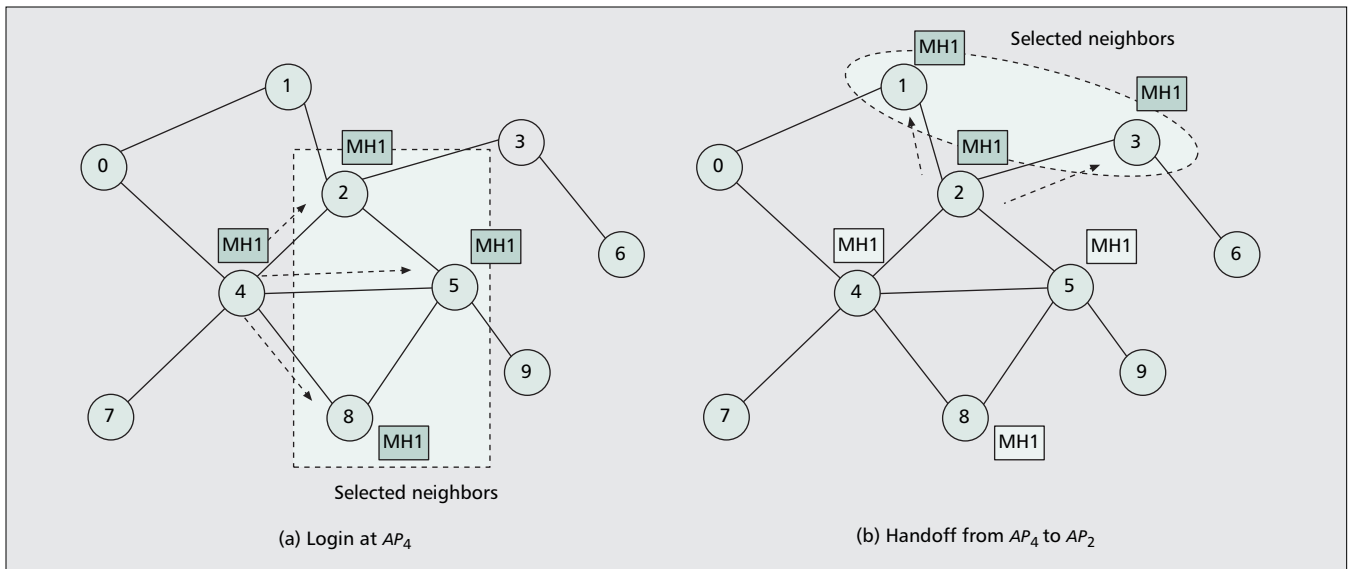 1
MH1
3
0
2
MH1
MH1
6
4
5
9
7
8
MH1
Selected neighbors
(a) Login at AP4
MH1
Selected neighbors
1
MH1
MH1
3
0
2
MH1
MH1
6
4
5
9
7
8
MH1
(b) Handoff from AP4 to AP2